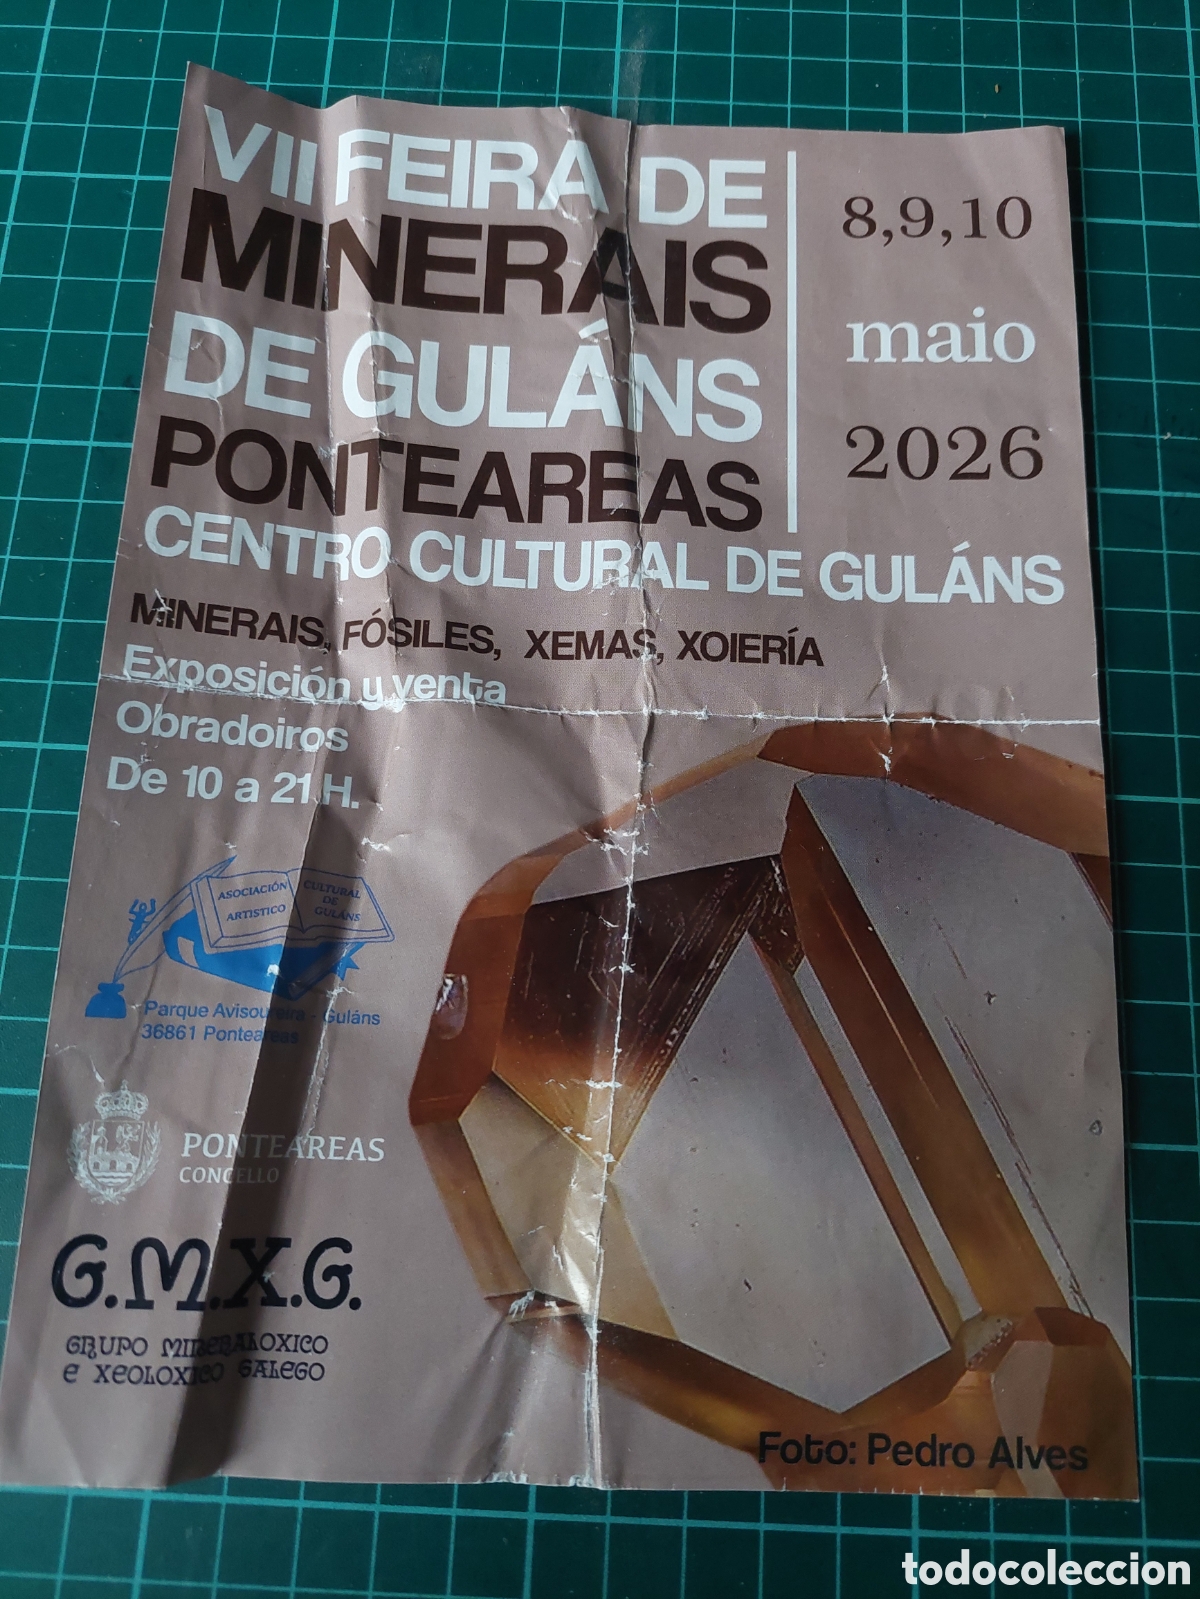 VII FEIRA DE
MINERAIS
DE GULÁNS
PONTEAREAS
8,9,10
maio
2026
CENTRO CULTURAL DE GULÁNS
MINERAIS, FÓSILES, XEMAS, XOIERÍA
Exposición y venta
Obradoiros
De 10 a 21 H.
ASOCIACIÓN CULTURAL
DE
ARTISTICO GULÁNS
Parque Avisoureira - Guláns
36861 Ponteareas
PONTEAREAS
CONCELLO
G.M.X.G.
GRUPO MINERALOXICO
E XEOLOXICO GALEGO
Foto: Pedro Alves
todocoleccion